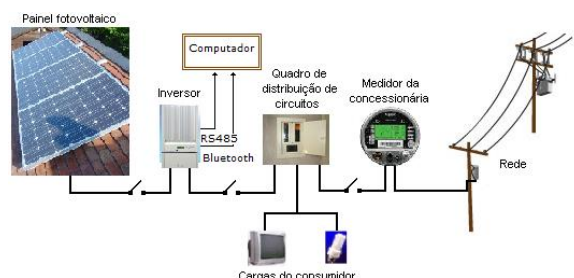 Painel fotovoltaico
Computador
Inversor
RS485
Bluetooth
Quadro de
distribuição de
circuitos
Medidor da
concessionária
Rede
Cargas do consumidor